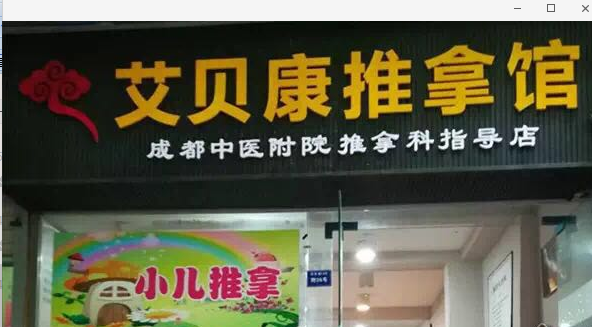 艾贝康推拿馆
成都中医附院推拿科指导店
小儿推拿